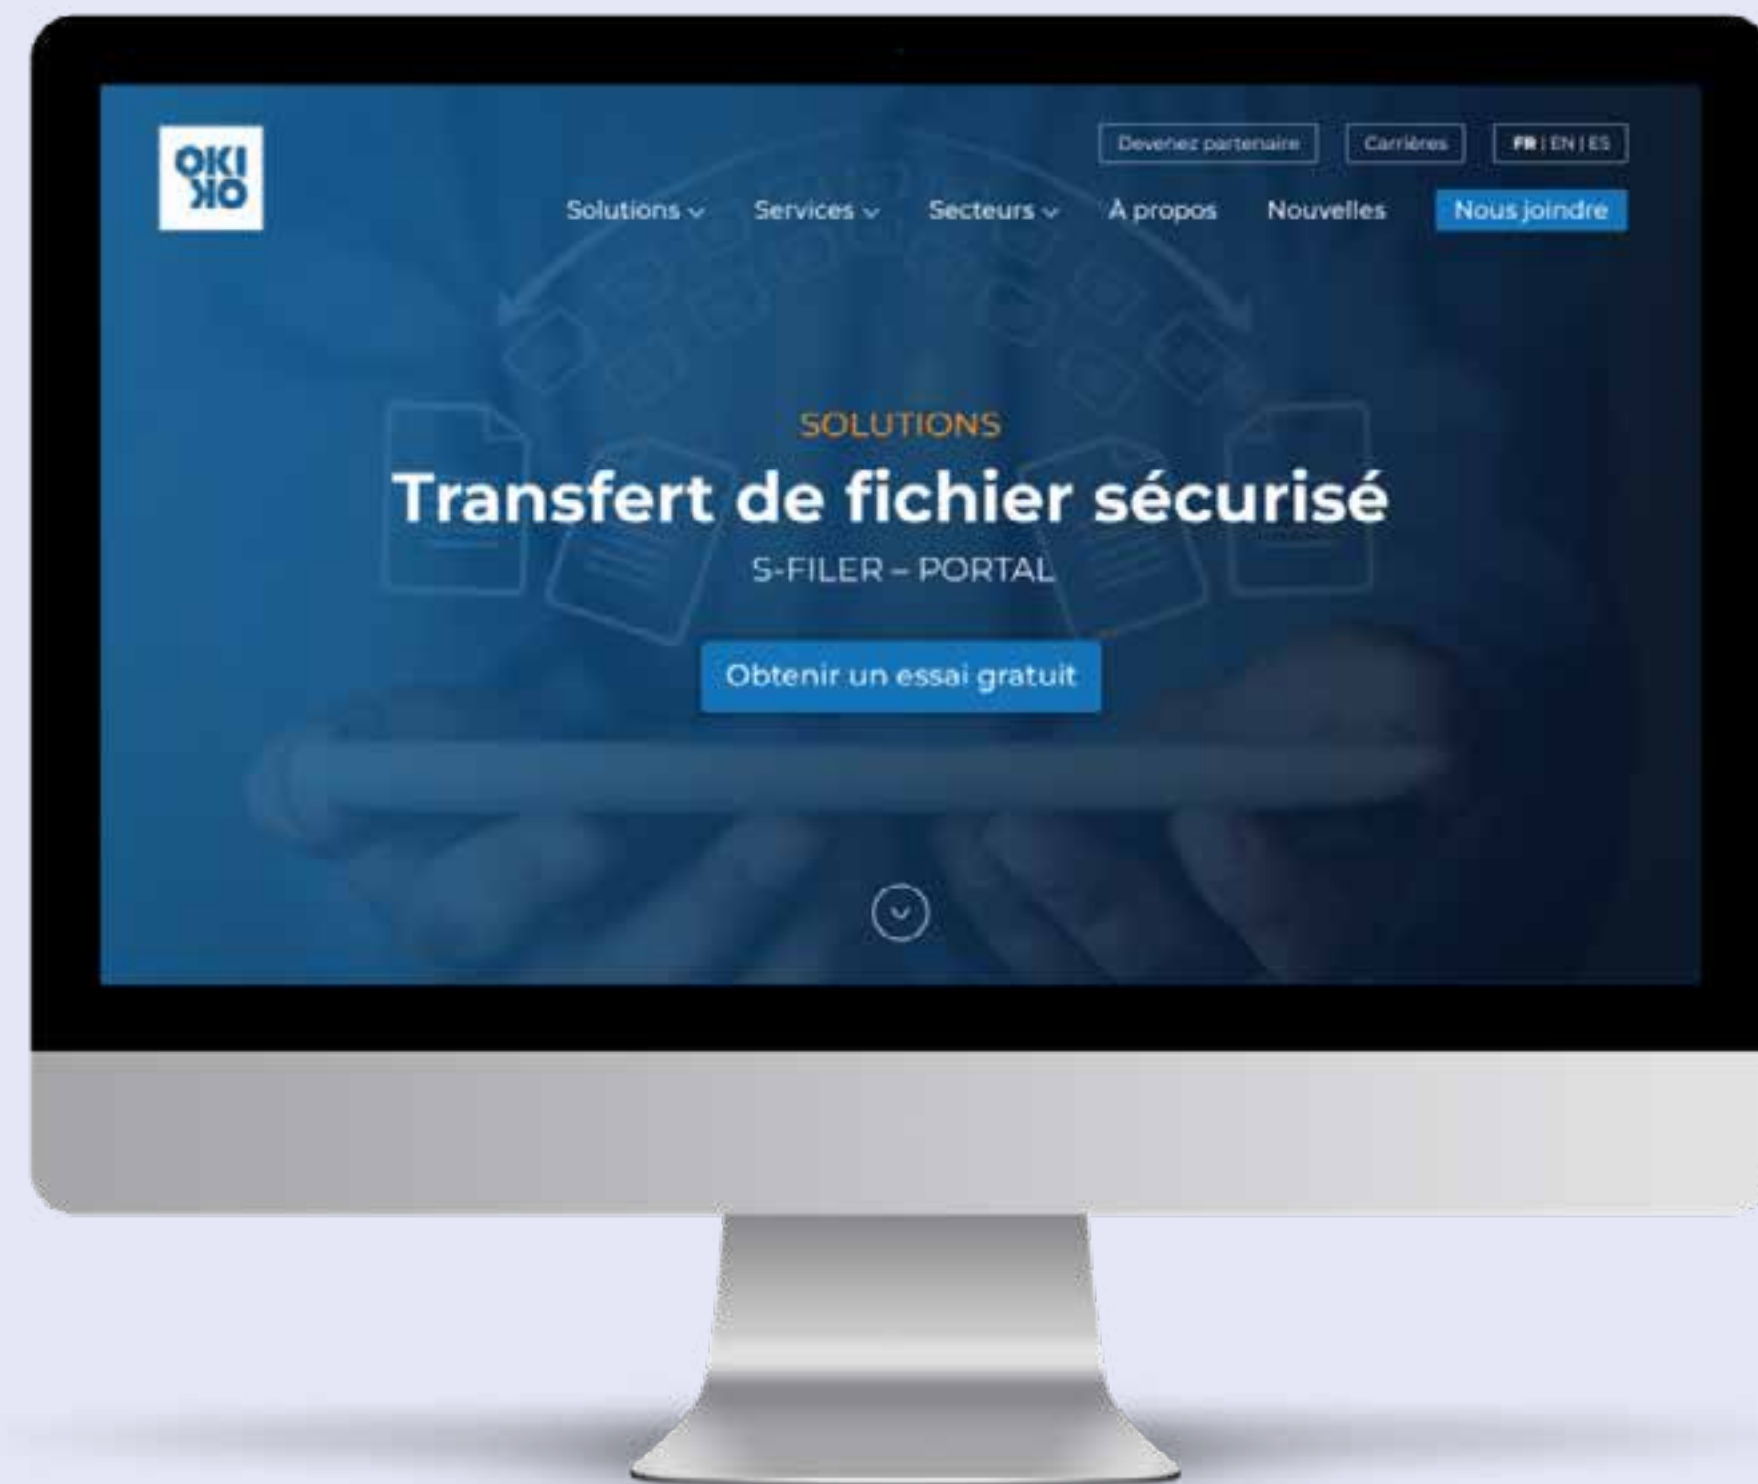 OKI
OK
Devenez partenaire
Carrières
FR | EN | ES
Solutions
Services
Secteurs
À propos
Nouvelles
Nous joindre
SOLUTIONS
Transfert de fichier sécurisé
S-FILER – PORTAL
Obtenir un essai gratuit